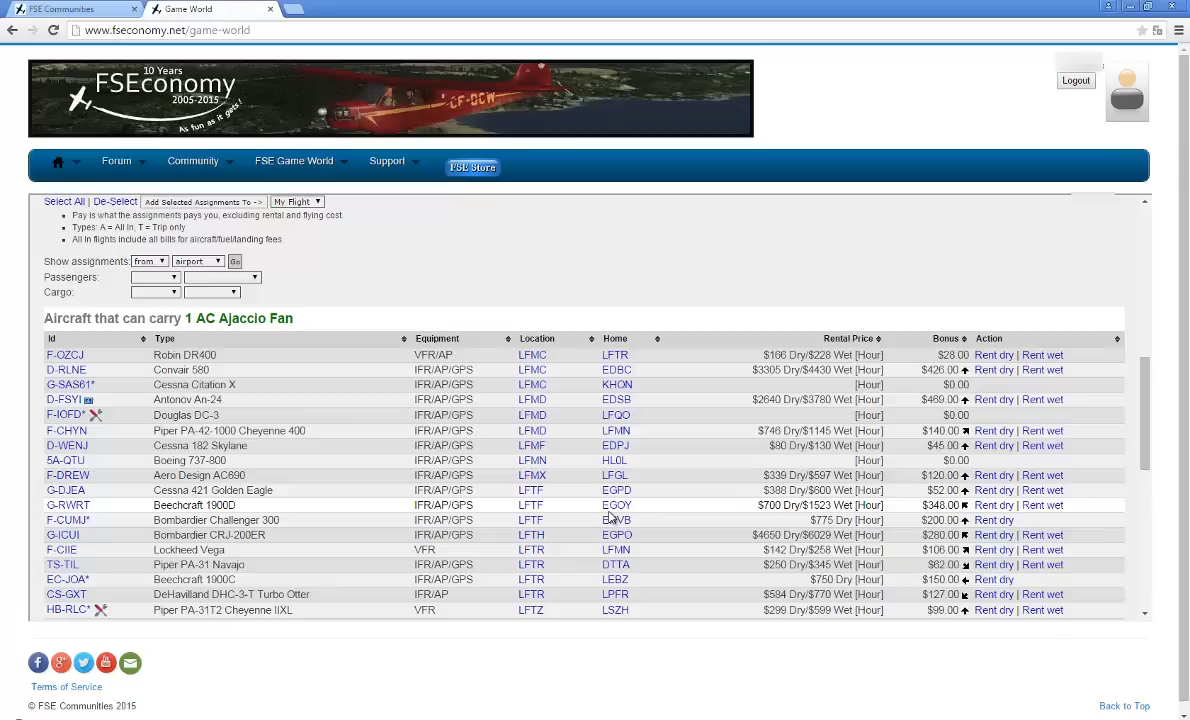 FSE Communities
Game World
www.fseconomy.net/game-world
10 Years
FSEconomy
2005-2015
As fun as it gets!
CF-OCW
Logout
Forum Community FSE Game World Support FSE Store
Select All | De-Select Add Selected Assignments To -> My Flight
Pay is what the assignments pays you, excluding rental and flying cost.
Types: A = All In, T = Trip only
All In flights include all bills for aircraft/fuel/landing fees
Show assignments: from airport Go
Passengers:
Cargo:
Aircraft that can carry 1 AC Ajaccio Fan
Id Type Equipment Location Home Rental Price Bonus Action
F-OZCJ Robin DR400 VFR/AP LFMC LFTR $166 Dry/$228 Wet [Hour] $28.00 Rent dry | Rent wet
D-RLNE Convair 580 IFR/AP/GPS LFMC EDBC $3305 Dry/$4430 Wet [Hour] $426.00 Rent dry | Rent wet
G-SAS61* Cessna Citation X IFR/AP/GPS LFMC KHON [Hour] $0.00
D-FSYI Antonov An-24 IFR/AP/GPS LFMD EDSB $2640 Dry/$3780 Wet [Hour] $469.00 Rent dry | Rent wet
F-IOFD* Douglas DC-3 IFR/AP/GPS LFMD LFQO [Hour] $0.00
F-CHYN Piper PA-42-1000 Cheyenne 400 IFR/AP/GPS LFMD LFMN $746 Dry/$1145 Wet [Hour] $140.00 Rent dry | Rent wet
D-WENJ Cessna 182 Skylane IFR/AP/GPS LFMF EDPJ $80 Dry/$130 Wet [Hour] $45.00 Rent dry | Rent wet
5A-QTU Boeing 737-800 IFR/AP/GPS LFMN HL0L [Hour] $0.00
F-DREW Aero Design AC690 IFR/AP/GPS LFMX LFGL $339 Dry/$597 Wet [Hour] $120.00 Rent dry | Rent wet
G-DJEA Cessna 421 Golden Eagle IFR/AP/GPS LFTF EGPD $388 Dry/$600 Wet [Hour] $52.00 Rent dry | Rent wet
G-RWRT Beechcraft 1900D IFR/AP/GPS LFTF EGOY $700 Dry/$1523 Wet [Hour] $348.00 Rent dry | Rent wet
F-CUMJ* Bombardier Challenger 300 IFR/AP/GPS LFTF $775 Dry [Hour] $200.00 Rent dry
G-ICUI Bombardier CRJ-200ER IFR/AP/GPS LFTH EGPO $4650 Dry/$6029 Wet [Hour] $280.00 Rent dry | Rent wet
F-CIIE Lockheed Vega VFR LFTR LFMN $142 Dry/$258 Wet [Hour] $106.00 Rent dry | Rent wet
TS-TIL Piper PA-31 Navajo IFR/AP/GPS LFTR DTTA $250 Dry/$345 Wet [Hour] $62.00 Rent dry | Rent wet
EC-JOA* Beechcraft 1900C IFR/AP/GPS LFTR LEBZ $750 Dry [Hour] $150.00 Rent dry
CS-GXT DeHavilland DHC-3-T Turbo Otter IFR/AP LFTR LPFR $584 Dry/$770 Wet [Hour] $127.00 Rent dry | Rent wet
HB-RLC* Piper PA-31T2 Cheyenne IIXL VFR LFTZ LSZH $299 Dry/$599 Wet [Hour] $99.00 Rent dry | Rent wet
Terms of Service
© FSE Communities 2015
Back to Top